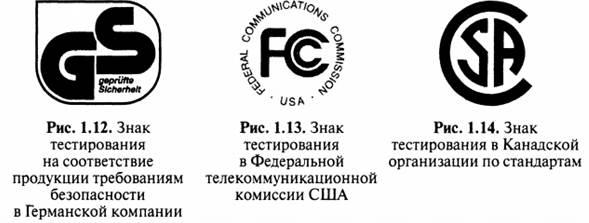 GS
geprüfte
Sicherheit
Рис. 1.12. Знак
тестирования
на соответствие
продукции требованиям
безопасности
в Германской компании
FEDERAL COMMUNICATIONS COMMISSION
FCC
· USA ·
Рис. 1.13. Знак
тестирования
в Федеральной
телекоммуникационной
комиссии США
CSA
Рис. 1.14. Знак
тестирования в Канадской
организации по стандартам